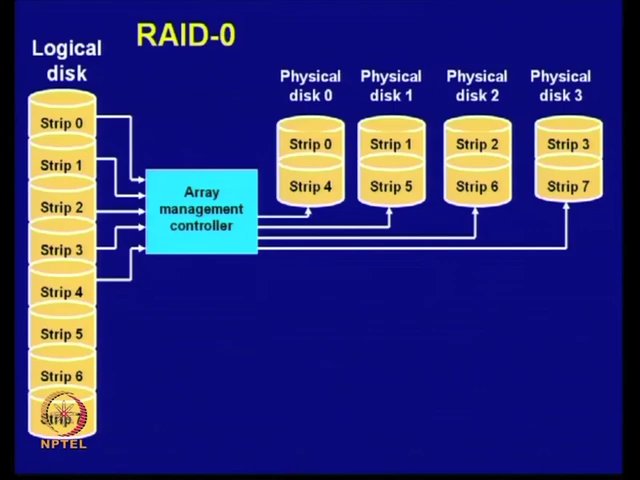 RAID-0
Logical
disk
Strip 0
Strip 1
Strip 2
Strip 3
Strip 4
Strip 5
Strip 6
Strip 7
NPTEL
Array
management
controller
Physical
disk 0
Strip 0
Strip 4
Physical
disk 1
Strip 1
Strip 5
Physical
disk 2
Strip 2
Strip 6
Physical
disk 3
Strip 3
Strip 7